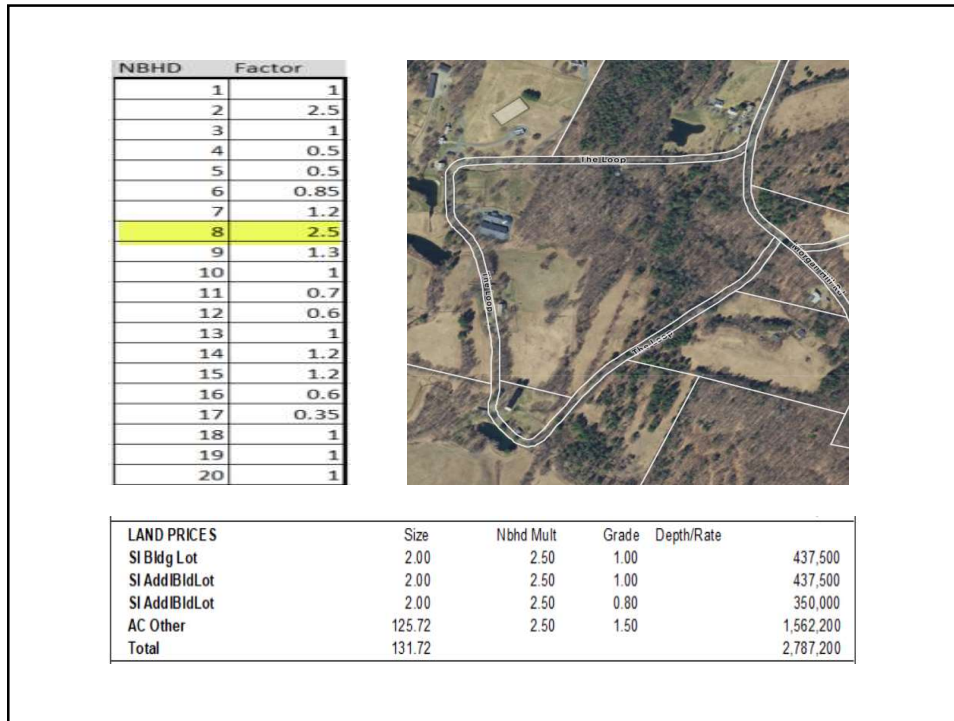 NBHD Factor
1 1
2 2.5
3 1
4 0.5
5 0.5
6 0.85
7 1.2
8 2.5
9 1.3
10 1
11 0.7
12 0.6
13 1
14 1.2
15 1.2
16 0.6
17 0.35
18 1
19 1
20 1
The Loop
The Loop
The Loop
LAND PRICES Size Nbhd Mult Grade Depth/Rate
SI Bldg Lot 2.00 2.50 1.00 437,500
SI AddlBldLot 2.00 2.50 1.00 437,500
SI AddlBldLot 2.00 2.50 0.80 350,000
AC Other 125.72 2.50 1.50 1,562,200
Total 131.72 2,787,200